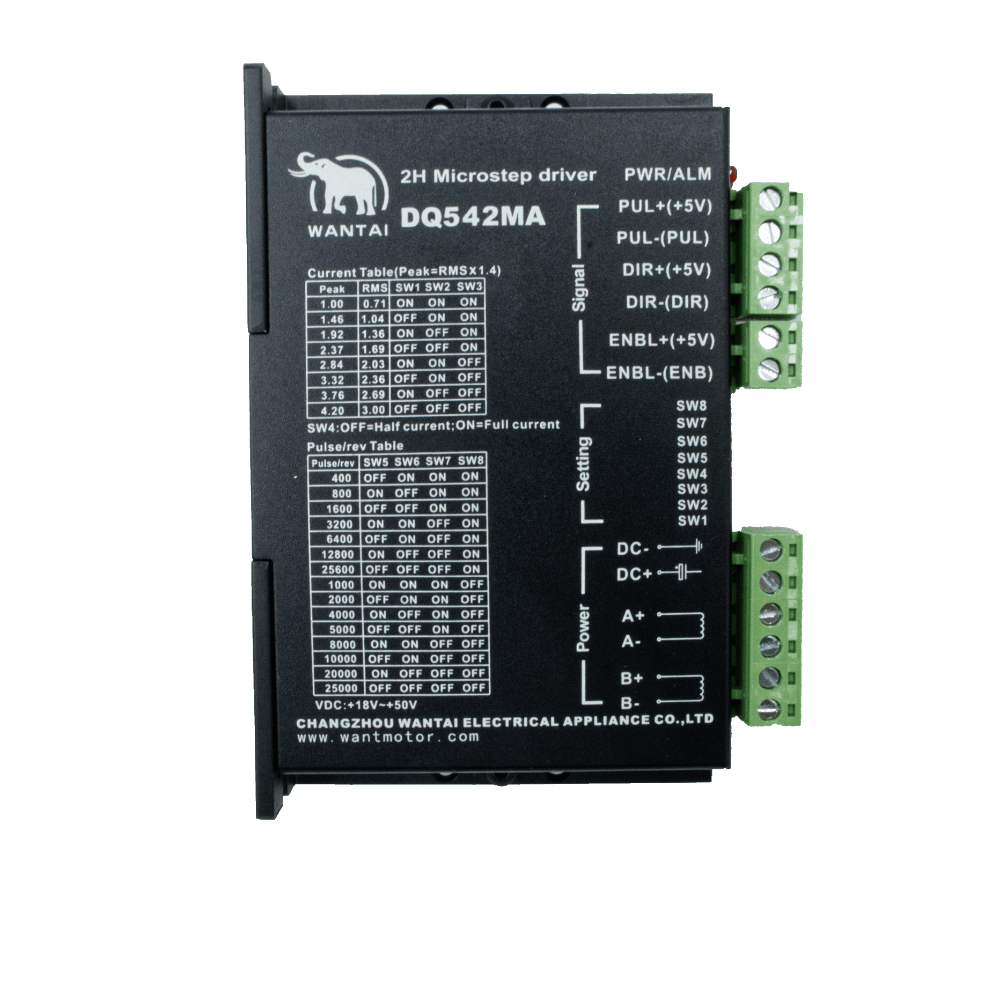 WANTAI
2H Microstep driver
DQ542MA
Current Table(Peak=RMSX1.4)
Peak RMS SW1 SW2 SW3
1.00 0.71 ON ON ON
1.46 1.04 OFF ON ON
1.92 1.36 ON OFF ON
2.37 1.69 OFF OFF ON
2.84 2.03 ON ON OFF
3.32 2.36 OFF ON OFF
3.76 2.69 ON OFF OFF
4.20 3.00 OFF OFF OFF
SW4:OFF=Half current;ON=Full current
Pulse/rev Table
Pulse/rev SW5 SW6 SW7 SW8
400 OFF ON ON ON
800 ON OFF ON ON
1600 OFF OFF ON ON
3200 ON ON OFF ON
6400 OFF ON OFF ON
12800 ON OFF OFF ON
25600 OFF OFF OFF ON
1000 ON ON ON OFF
2000 OFF ON ON OFF
4000 ON OFF ON OFF
5000 OFF OFF ON OFF
8000 ON ON OFF OFF
10000 OFF ON OFF OFF
20000 ON OFF OFF OFF
25000 OFF OFF OFF OFF
VDC:+18V~+50V
PWR/ALM
Signal
PUL+(+5V)
PUL-(PUL)
DIR+(+5V)
DIR-(DIR)
ENBL+(+5V)
ENBL-(ENB)
Setting
SW8
SW7
SW6
SW5
SW4
SW3
SW2
SW1
Power
DC-
DC+
A+
A-
B+
B-
CHANGZHOU WANTAI ELECTRICAL APPLIANCE CO.,LTD
www.wantmotor.com